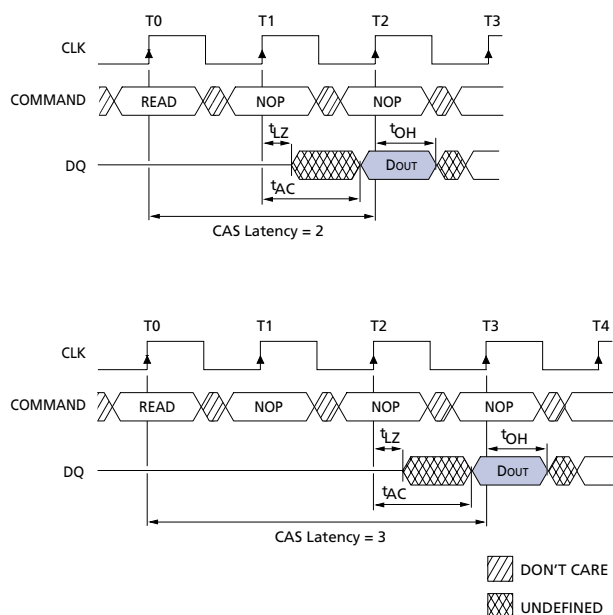 T0 T1 T2 T3
CLK
COMMAND READ NOP NOP
tLZ tOH
DQ DOUT
tAC
CAS Latency = 2
T0 T1 T2 T3 T4
CLK
COMMAND READ NOP NOP NOP
tLZ tOH
DQ DOUT
tAC
CAS Latency = 3
DON'T CARE
UNDEFINED